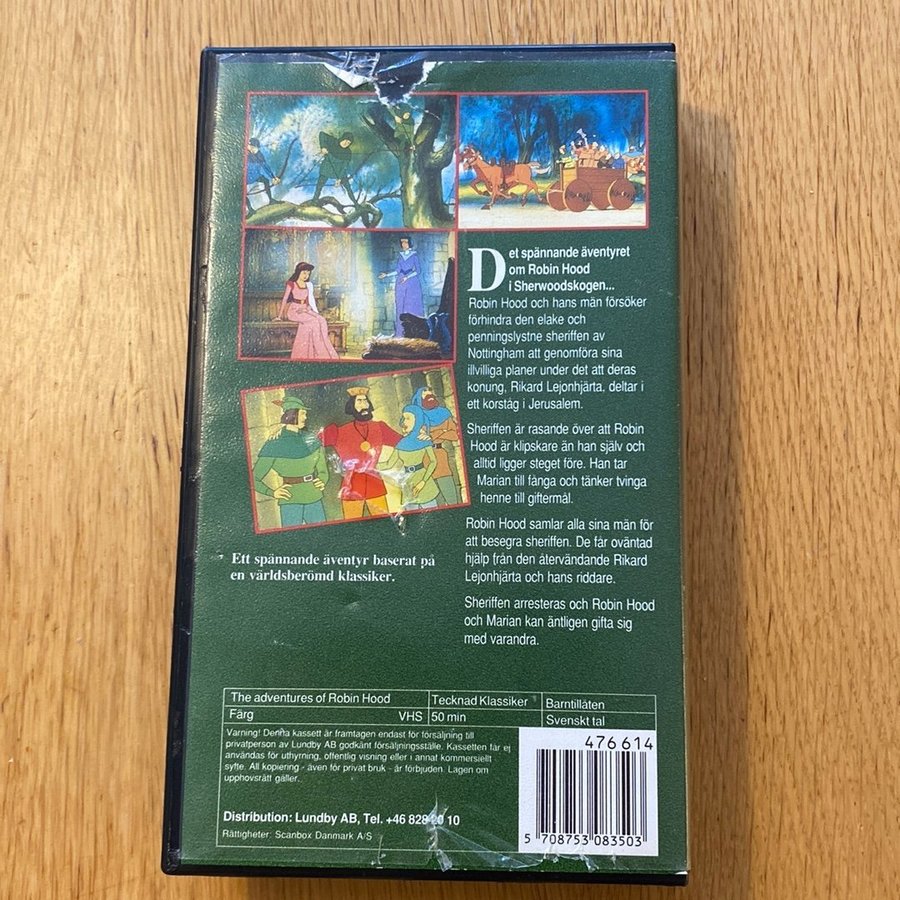 Det spännande äventyret
om Robin Hood
i Sherwoodskogen...
Robin Hood och hans män försöker
förhindra den elake och
penningslystne sheriffen av
Nottingham att genomföra sina
illvilliga planer under det att deras
konung, Rikard Lejonhjärta, deltar i
ett korståg i Jerusalem.
Sheriffen är rasande över att Robin
Hood är klipskare än han själv och
alltid ligger steget före. Han tar
Marian till fånga och tänker tvinga
henne till giftermål.
Robin Hood samlar alla sina män för
att besegra sheriffen. De får oväntad
hjälp från den återvändande Rikard
Lejonhjärta och hans riddare.
Sheriffen arresteras och Robin Hood
och Marian kan äntligen gifta sig
med varandra.
Ett spännande äventyr baserat på
en världsberömd klassiker.
The adventures of Robin Hood
Tecknad Klassiker
Barntillåten
Färg VHS
50 min
Svenskt tal
Varning! Denna kassett är framtagen endast för försäljning till
privatperson av Lundby AB godkänt försäljningsställe. Kassetten får ej
användas för uthyrning, offentlig visning eller i annat kommersiellt
syfte. All kopiering - även för privat bruk - är förbjuden. Lagen om
upphovsrätt gäller.
Distribution: Lundby AB, Tel. +46 10
Rättigheter: Scanbox Danmark A/S
476614
5 708753 083503